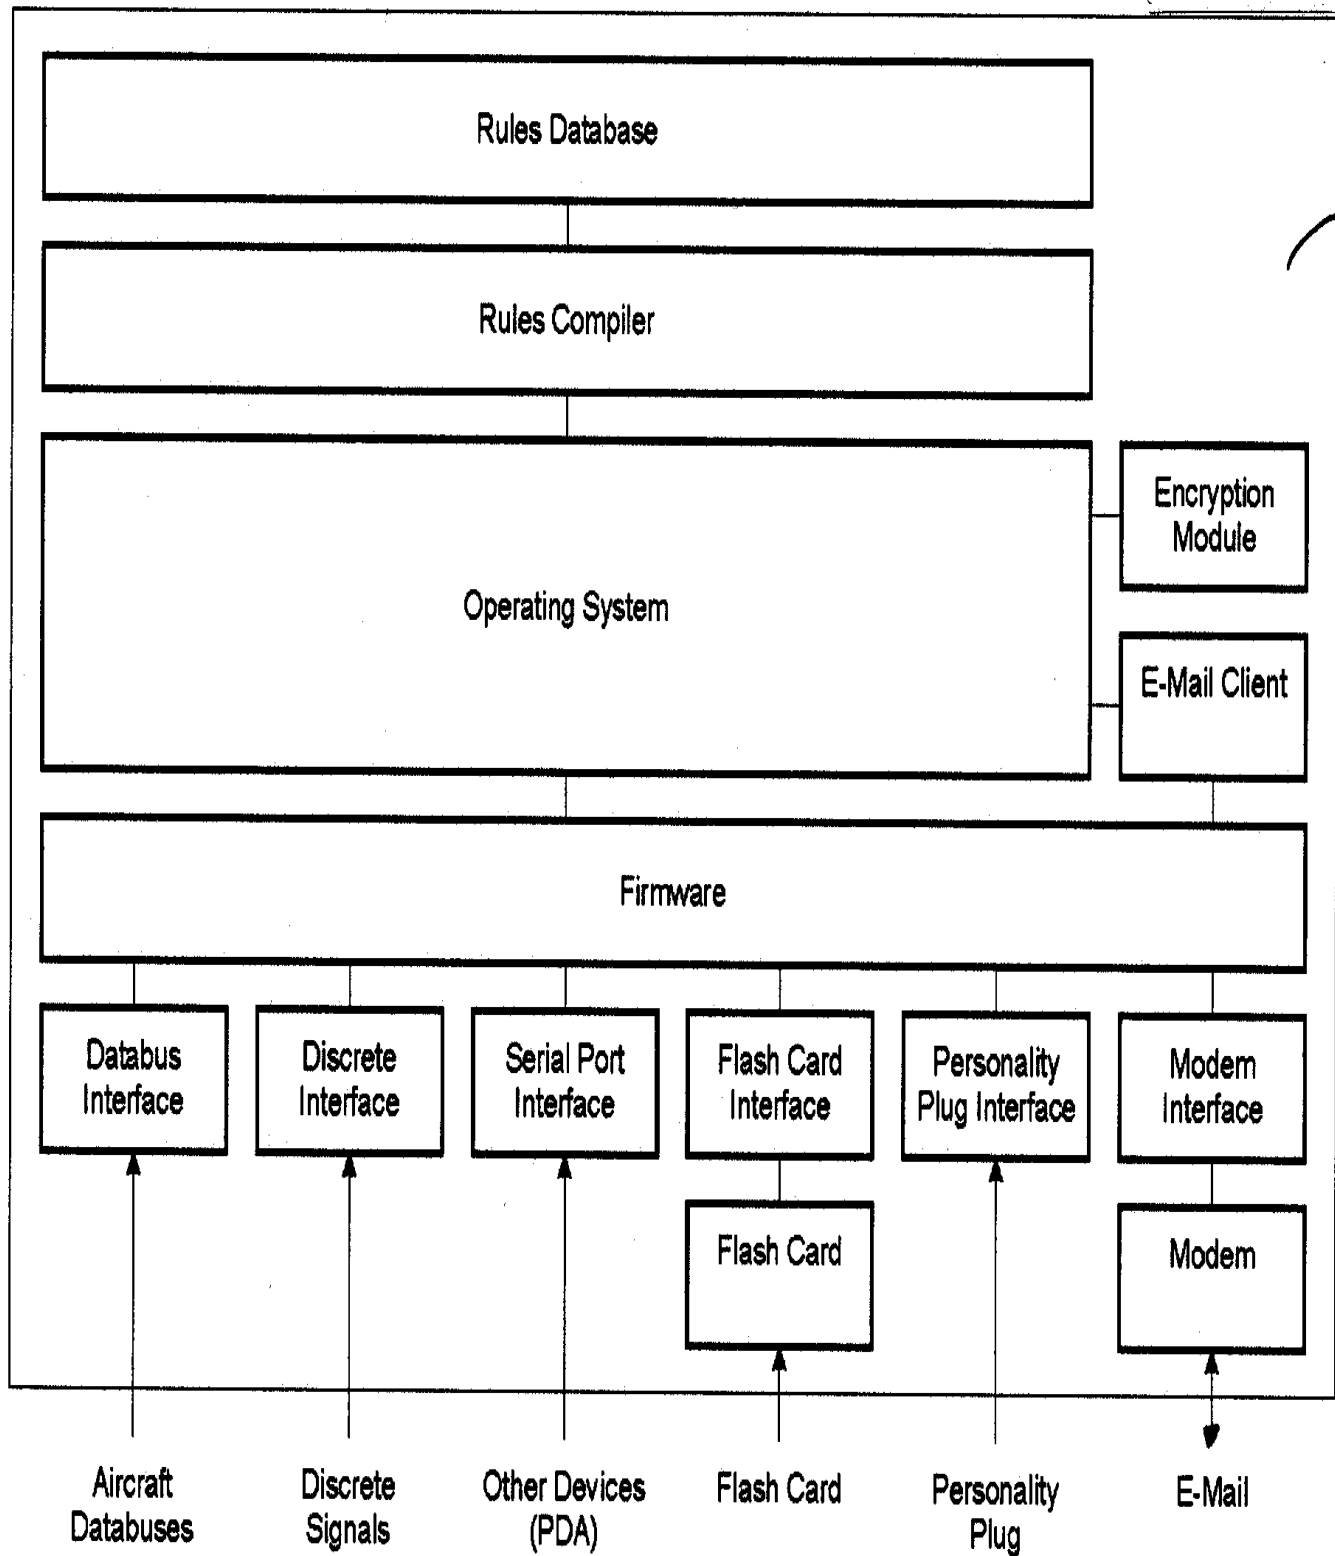 Rules Database
Rules Compiler
Operating System
Encryption
Module
E-Mail Client
Firmware
Databus
Interface
Discrete
Interface
Serial Port
Interface
Flash Card
Interface
Personality
Plug Interface
Modem
Interface
Flash Card
Modem
Aircraft
Databuses
Discrete
Signals
Other Devices
(PDA)
Flash Card
Personality
Plug
E-Mail